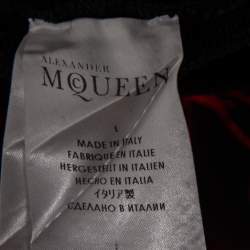 ALEXANDER
MCQUEEN
L
MADE IN ITALY
FABRIQUE EN ITALIE
HERGESTELLT IN ITALIEN
HECHO EN ITALIA
イタリア製
СДЕЛАНО В ИТАЛИИ